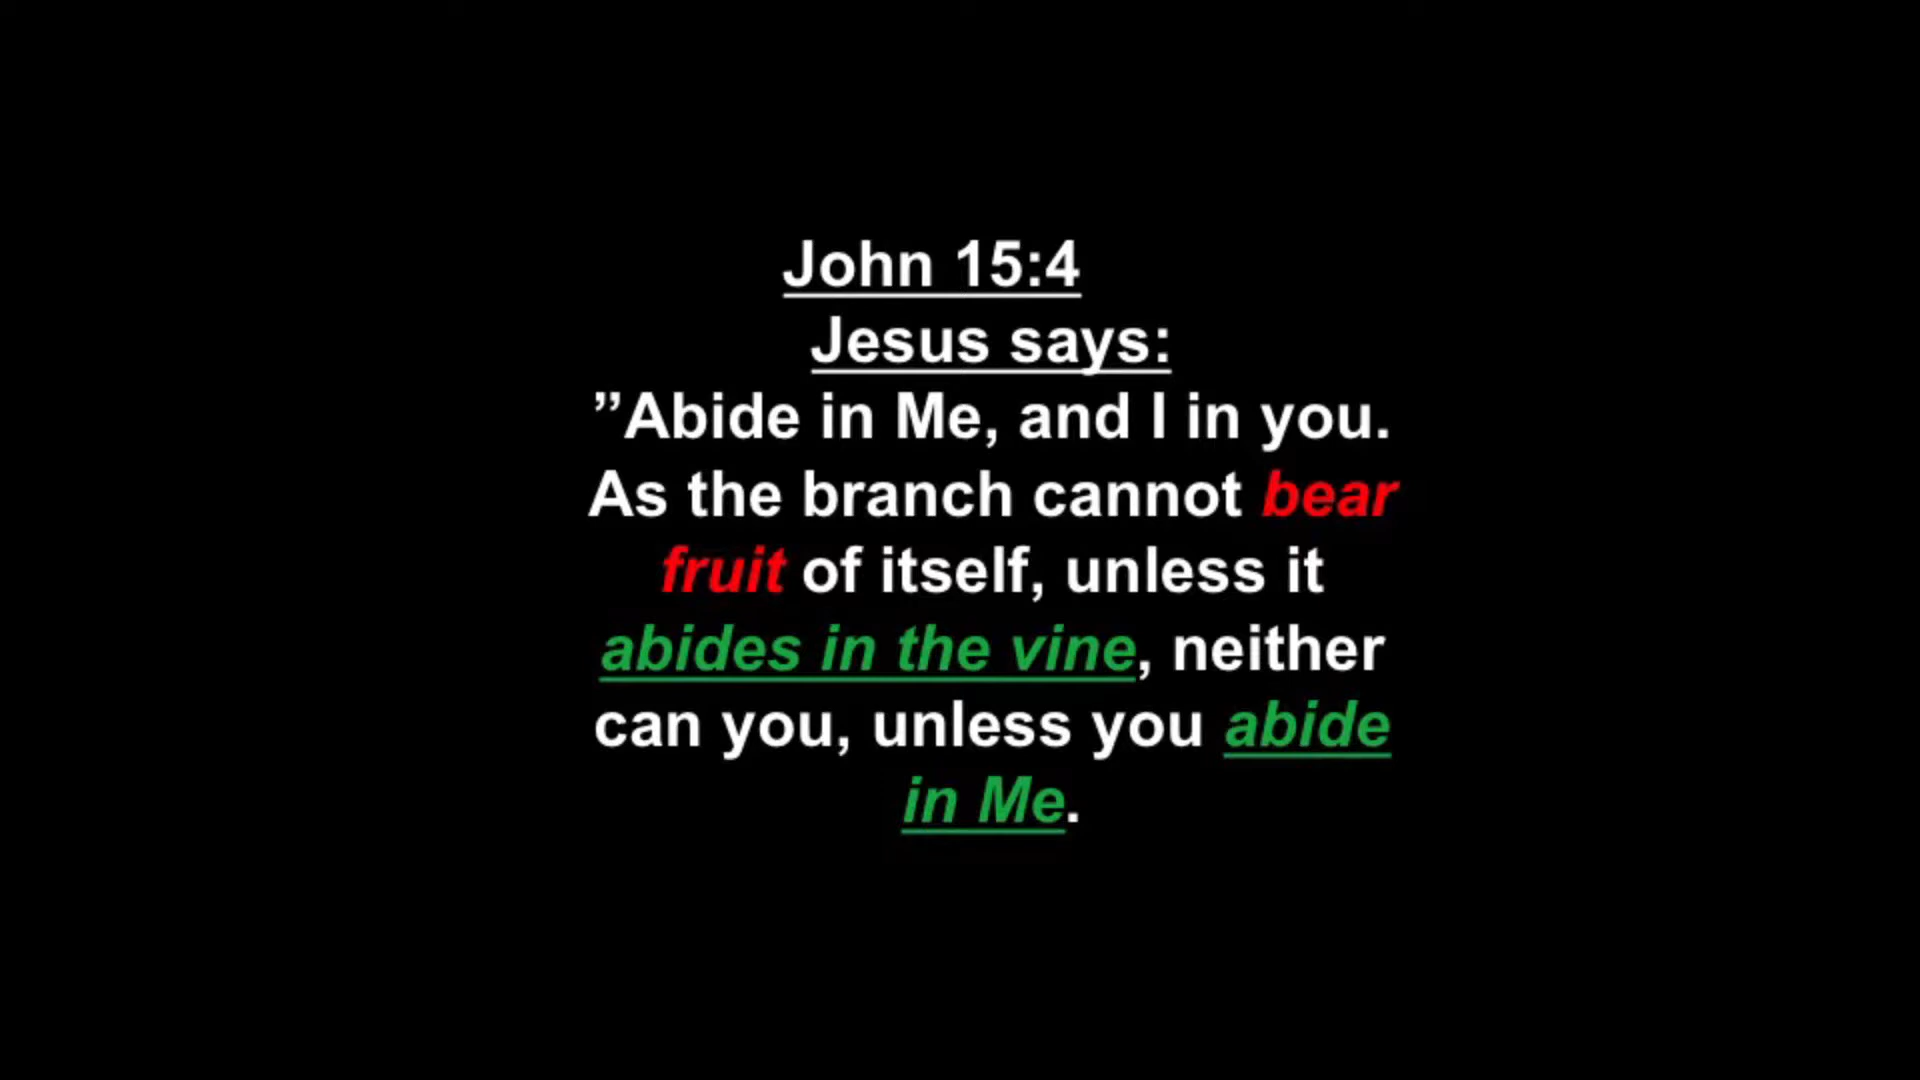 John 15:4
Jesus says:
”Abide in Me, and I in you.
As the branch cannot bear
fruit of itself, unless it
abides in the vine, neither
can you, unless you abide
in Me.